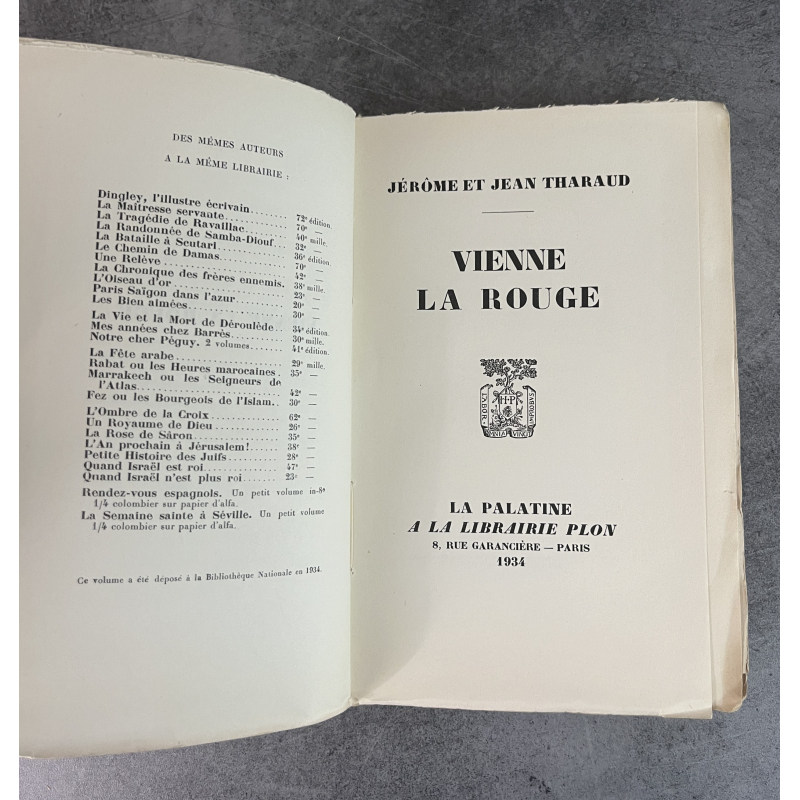 DES MÊMES AUTEURS
A LA MÊME LIBRAIRIE :
Dingley, l'illustre écrivain........ 72e édition.
La Maîtresse servante.......... 70e —
La Tragédie de Ravaillac........ 40e mille.
La Randonnée de Samba-Diouf... 32e —
La Bataille à Scutari............ 36e édition.
Le Chemin de Damas........... 70e —
Une Relève.................. 42e —
La Chronique des frères ennemis. 38e mille.
L'Oiseau d'or................ 23e —
Paris Saïgon dans l'azur........ 20e —
Les Bien aimées............... 30e —
La Vie et la Mort de Déroulède.. 34e édition.
Mes années chez Barrès......... 30e mille.
Notre cher Péguy. 2 volumes..... 41e édition.
La Fête arabe................ 29e mille.
Rabat ou les Heures marocaines. 35e —
Marrakech ou les Seigneurs de
l'Atlas.................... 42e —
Fez ou les Bourgeois de l'Islam.. 30e —
L'Ombre de la Croix........... 62e —
Un Royaume de Dieu........... 26e —
La Rose de Sâron............. 35e —
L'An prochain à Jérusalem!..... 38e —
Petite Histoire des Juifs........ 28e —
Quand Israël est roi........... 47e —
Quand Israël n'est plus roi...... 23e —
Rendez-vous espagnols. Un petit volume in-8°
1/4 colombier sur papier d'alfa.
La Semaine sainte à Séville. Un petit volume
1/4 colombier sur papier d'alfa.
Ce volume a été déposé à la Bibliothèque Nationale en 1934.
JÉRÔME ET JEAN THARAUD
VIENNE
LA ROUGE
LABOR
H·P
IMPROBUS
OMNIA VINCIT
LA PALATINE
A LA LIBRAIRIE PLON
8, RUE GARANCIÈRE — PARIS
1934